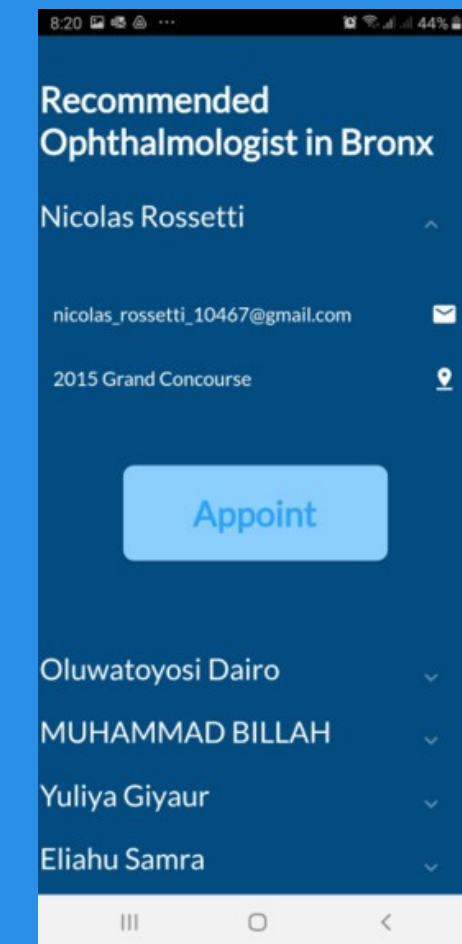 8:20 ... 44%
Recommended
Ophthalmologist in Bronx
Nicolas Rossetti
nicolas_rossetti_10467@gmail.com
2015 Grand Concourse
Appoint
Oluwatoyosi Dairo
MUHAMMAD BILLAH
Yuliya Giyaur
Eliahu Samra